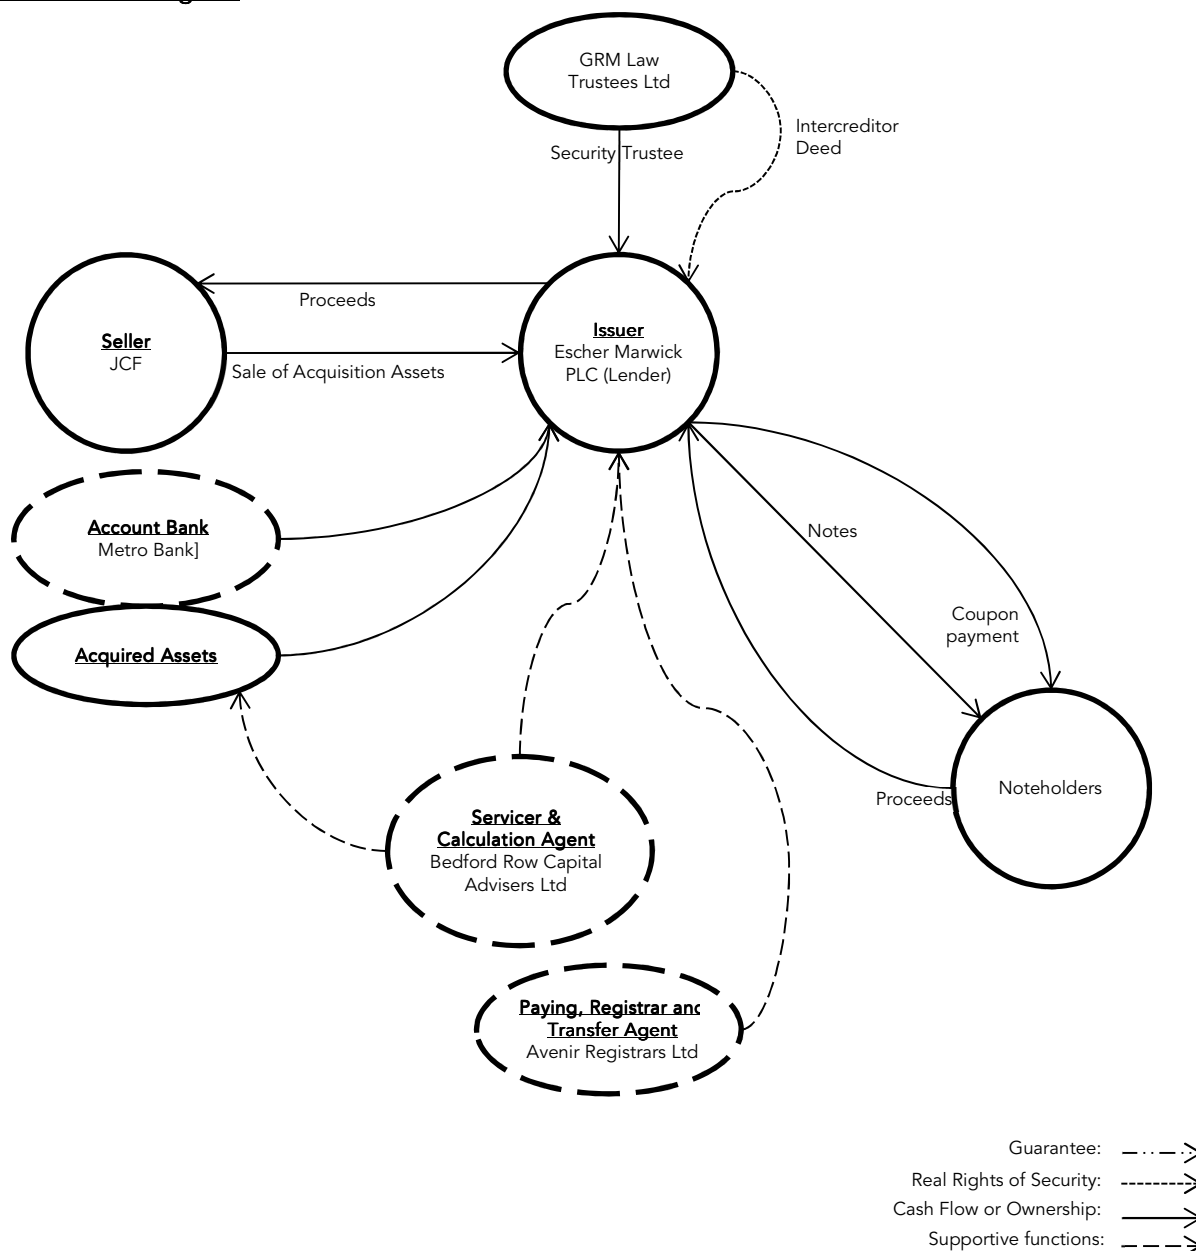 GRM Law
Trustees Ltd
Intercreditor
Deed
Security Trustee
Proceeds
Seller
JCF
Sale of Acquisition Assets
Issuer
Escher Marwick
PLC (Lender)
Account Bank
Metro Bank]
Acquired Assets
Notes
Coupon
payment
Noteholders
Proceeds
Servicer &
Calculation Agent
Bedford Row Capital
Advisers Ltd
Paying, Registrar and
Transfer Agent
Avenir Registrars Ltd
Guarantee:
Real Rights of Security:
Cash Flow or Ownership:
Supportive functions: